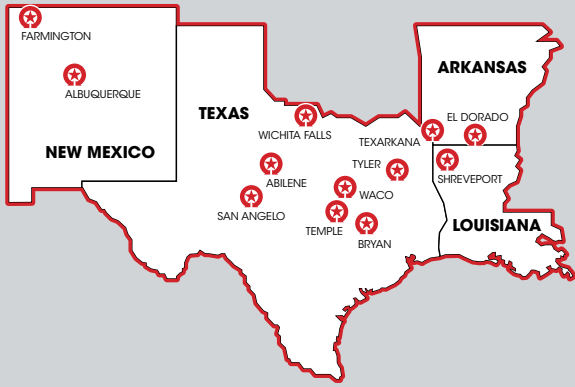 FARMINGTON
ALBUQUERQUE
NEW MEXICO
TEXAS
WICHITA FALLS
ABILENE
SAN ANGELO
TYLER
WACO
TEMPLE
BRYAN
TEXARKANA
ARKANSAS
EL DORADO
SHREVEPORT
LOUISIANA